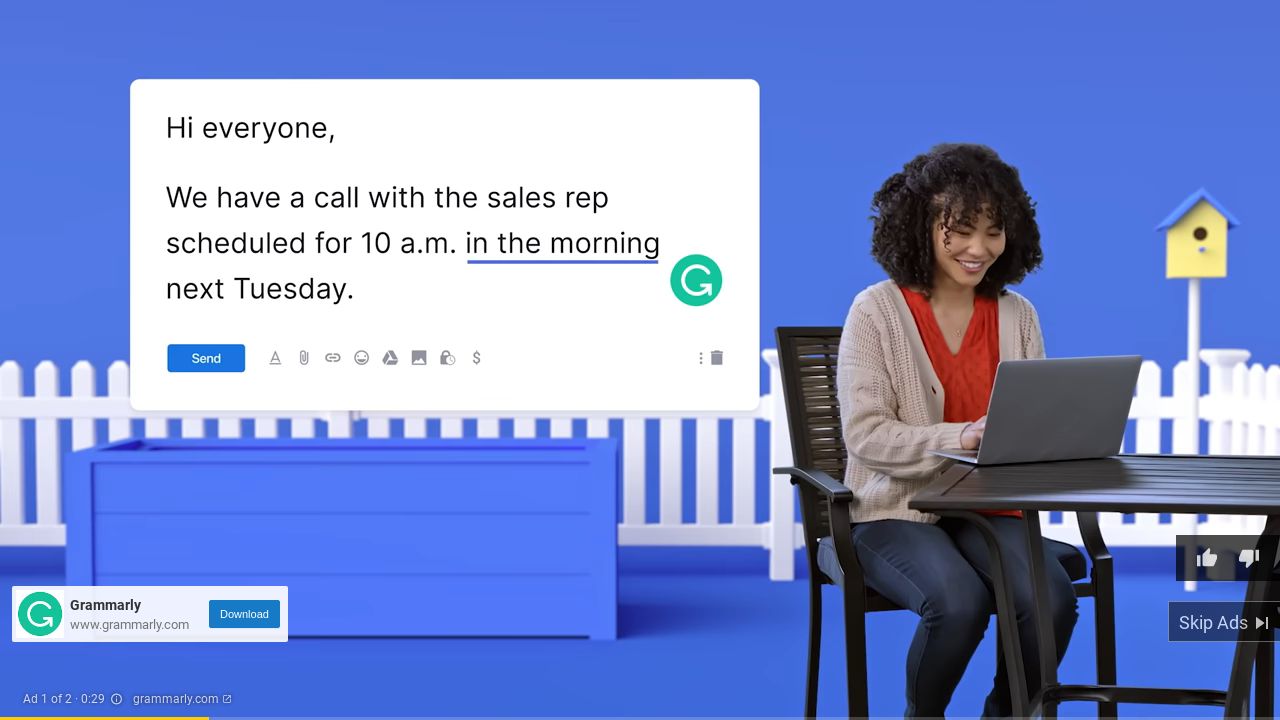 Hi everyone,
We have a call with the sales rep
scheduled for 10 a.m. in the morning
next Tuesday.
Send
Grammarly
www.grammarly.com
Download
Skip Ads
Ad 1 of 2 · 0:29
grammarly.com